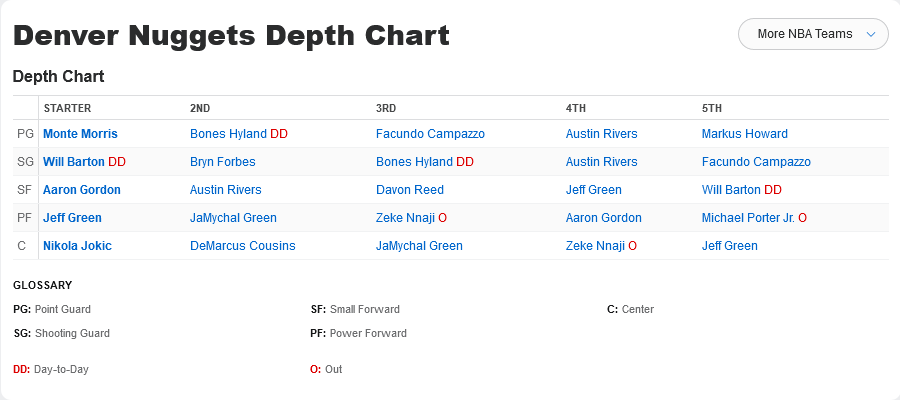 Denver Nuggets Depth Chart
More NBA Teams
Depth Chart
STARTER 2ND 3RD 4TH 5TH
PG Monte Morris Bones Hyland DD Facundo Campazzo Austin Rivers Markus Howard
SG Will Barton DD Bryn Forbes Bones Hyland DD Austin Rivers Facundo Campazzo
SF Aaron Gordon Austin Rivers Davon Reed Jeff Green Will Barton DD
PF Jeff Green JaMychal Green Zeke Nnaji O Aaron Gordon Michael Porter Jr. O
C Nikola Jokic DeMarcus Cousins JaMychal Green Zeke Nnaji O Jeff Green
GLOSSARY
PG: Point Guard SF: Small Forward C: Center
SG: Shooting Guard PF: Power Forward
DD: Day-to-Day O: Out